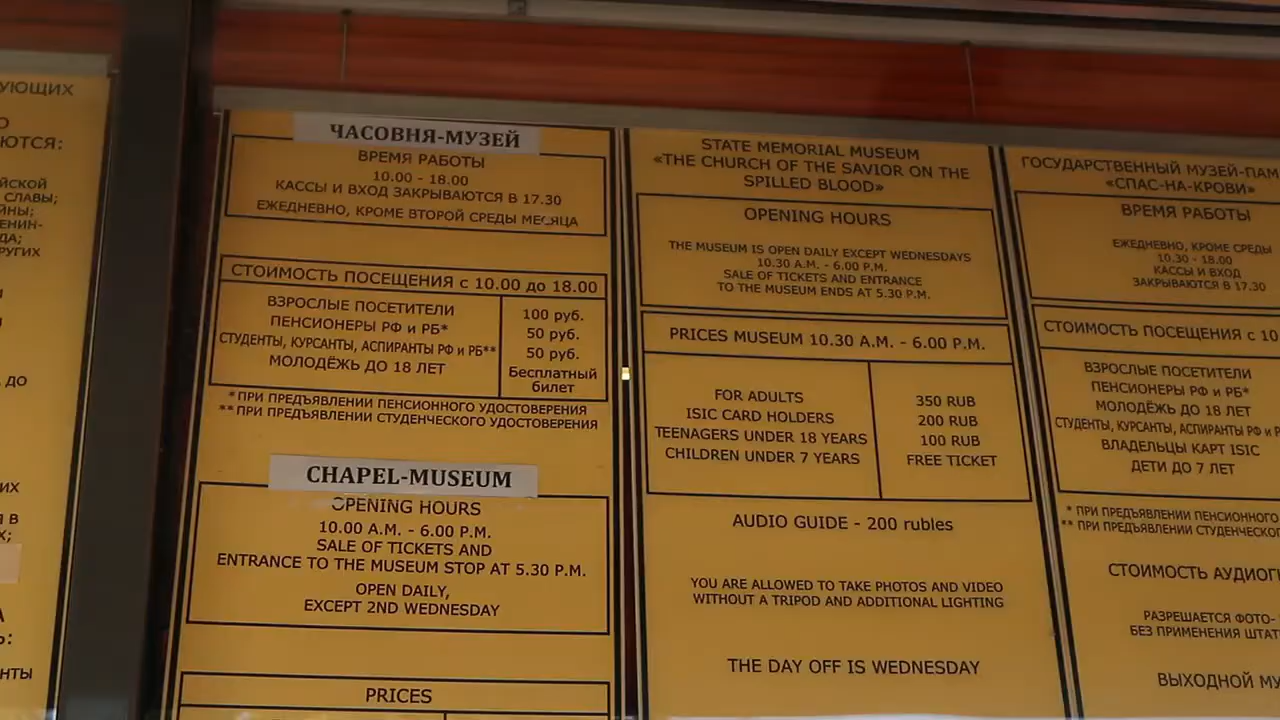 УЮЩИХ
ЮТСЯ:
СЛАВЫ;
ДО
ЧАСОВНЯ-МУЗЕЙ
ВРЕМЯ РАБОТЫ
10.00 - 18.00
КАССЫ И ВХОД ЗАКРЫВАЮТСЯ В 17.30
ЕЖЕДНЕВНО, КРОМЕ ВТОРОЙ СРЕДЫ МЕСЯЦА
СТОИМОСТЬ ПОСЕЩЕНИЯ с 10.00 до 18.00
ВЗРОСЛЫЕ ПОСЕТИТЕЛИ 100 руб.
ПЕНСИОНЕРЫ РФ и РБ* 50 руб.
СТУДЕНТЫ, КУРСАНТЫ, АСПИРАНТЫ РФ и РБ** 50 руб.
МОЛОДЁЖЬ ДО 18 ЛЕТ Бесплатный
билет
* ПРИ ПРЕДЪЯВЛЕНИИ ПЕНСИОННОГО УДОСТОВЕРЕНИЯ
** ПРИ ПРЕДЪЯВЛЕНИИ СТУДЕНЧЕСКОГО УДОСТОВЕРЕНИЯ
CHAPEL-MUSEUM
OPENING HOURS
10.00 A.M. - 6.00 P.M.
SALE OF TICKETS AND
ENTRANCE TO THE MUSEUM STOP AT 5.30 P.M.
OPEN DAILY,
EXCEPT 2ND WEDNESDAY
PRICES
STATE MEMORIAL MUSEUM
«THE CHURCH OF THE SAVIOR ON THE
SPILLED BLOOD»
OPENING HOURS
THE MUSEUM IS OPEN DAILY EXCEPT WEDNESDAYS
10.30 A.M. - 6.00 P.M.
SALE OF TICKETS AND ENTRANCE
TO THE MUSEUM ENDS AT 5.30 P.M.
PRICES MUSEUM 10.30 A.M. - 6.00 P.M.
FOR ADULTS 350 RUB
ISIC CARD HOLDERS 200 RUB
TEENAGERS UNDER 18 YEARS 100 RUB
CHILDREN UNDER 7 YEARS FREE TICKET
AUDIO GUIDE - 200 rubles
YOU ARE ALLOWED TO TAKE PHOTOS AND VIDEO
WITHOUT A TRIPOD AND ADDITIONAL LIGHTING
THE DAY OFF IS WEDNESDAY
ГОСУДАРСТВЕННЫЙ МУЗЕЙ-ПАМ
«СПАС-НА-КРОВИ»
ВРЕМЯ РАБОТЫ
ЕЖЕДНЕВНО, КРОМЕ СРЕДЫ
10.30 - 18.00
КАССЫ И ВХОД
ЗАКРЫВАЮТСЯ В 17.30
СТОИМОСТЬ ПОСЕЩЕНИЯ с 10
ВЗРОСЛЫЕ ПОСЕТИТЕЛИ
ПЕНСИОНЕРЫ РФ и РБ*
МОЛОДЁЖЬ ДО 18 ЛЕТ
СТУДЕНТЫ, КУРСАНТЫ, АСПИРАНТЫ РФ и Р
ВЛАДЕЛЬЦЫ КАРТ ISIC
ДЕТИ ДО 7 ЛЕТ
* ПРИ ПРЕДЪЯВЛЕНИИ ПЕНСИОННОГО
** ПРИ ПРЕДЪЯВЛЕНИИ СТУДЕНЧЕСКОГ
СТОИМОСТЬ АУДИОГ
РАЗРЕШАЕТСЯ ФОТО-
БЕЗ ПРИМЕНЕНИЯ ШТАТ
ВЫХОДНОЙ МУ